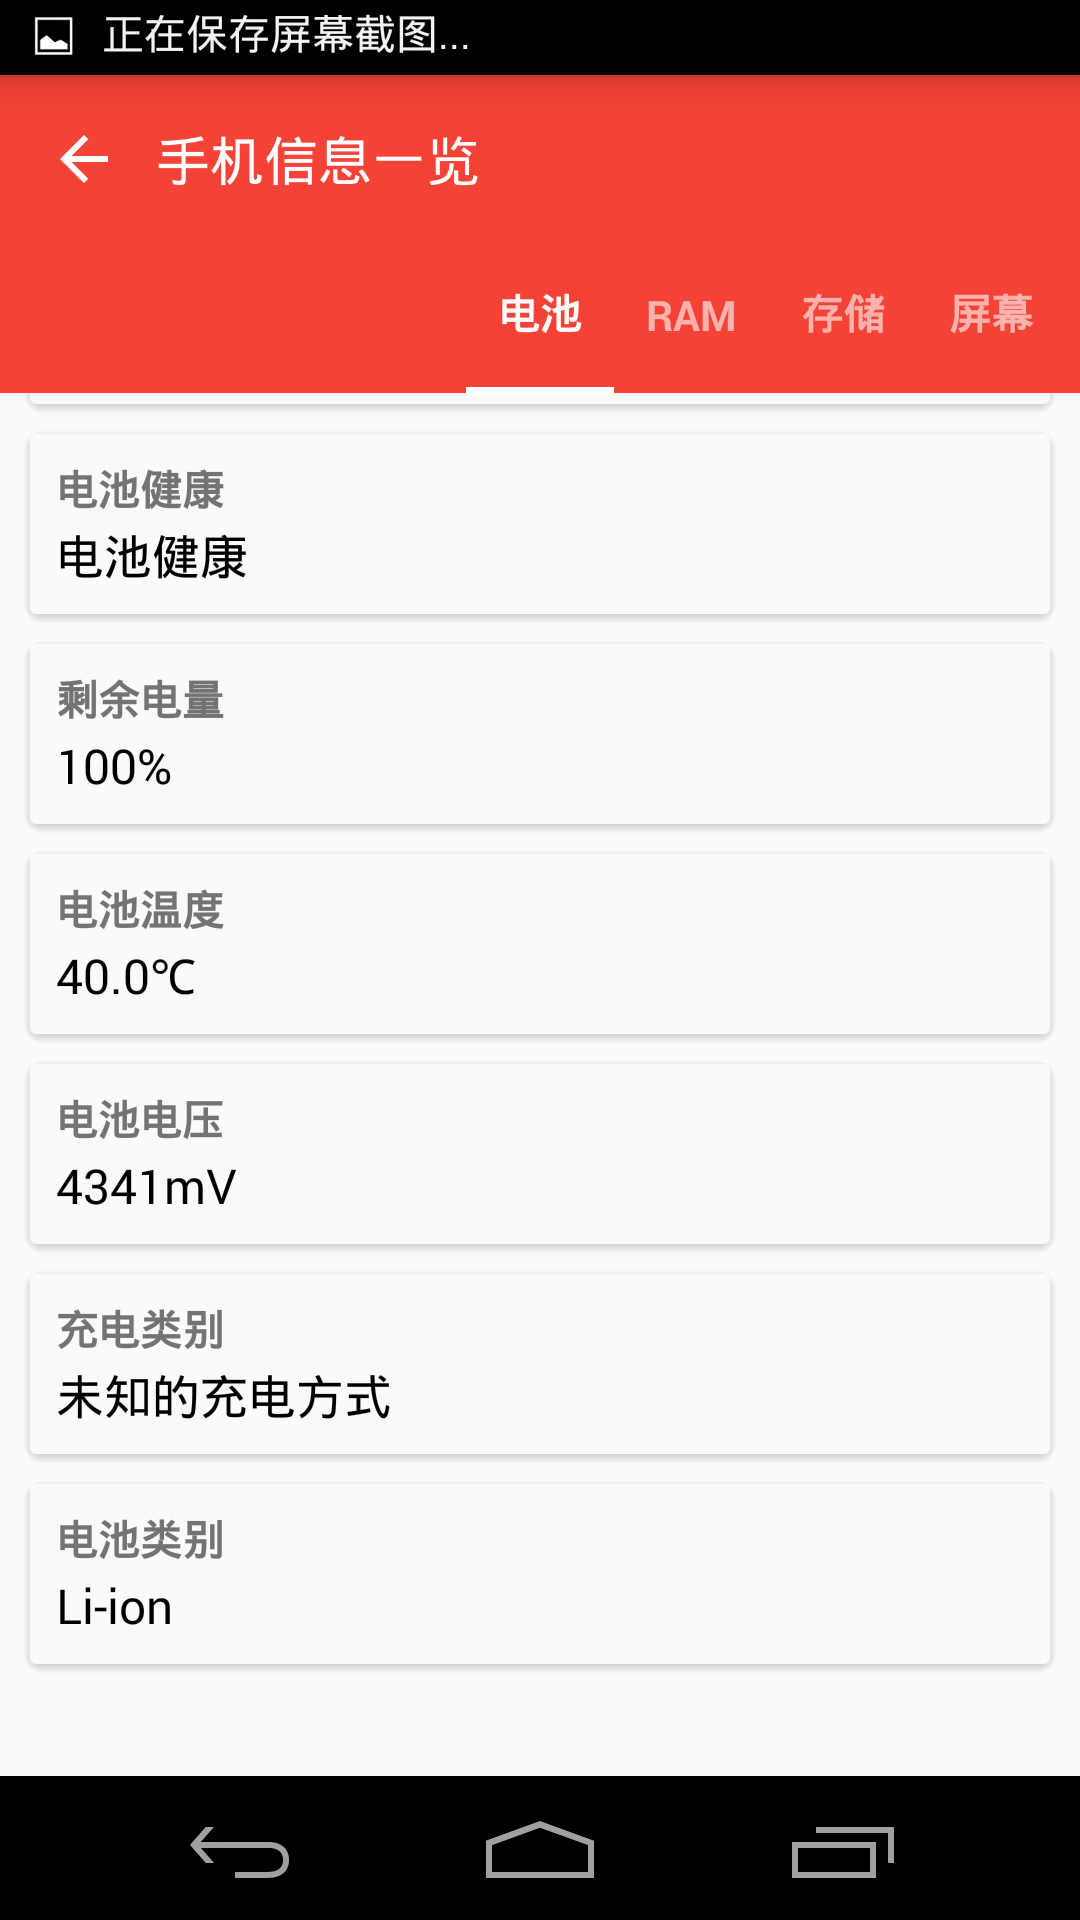 正在保存屏幕截图...
手机信息一览
电池 RAM 存储 屏幕
电池健康
电池健康
剩余电量
100%
电池温度
40.0℃
电池电压
4341mV
充电类别
未知的充电方式
电池类别
Li-ion